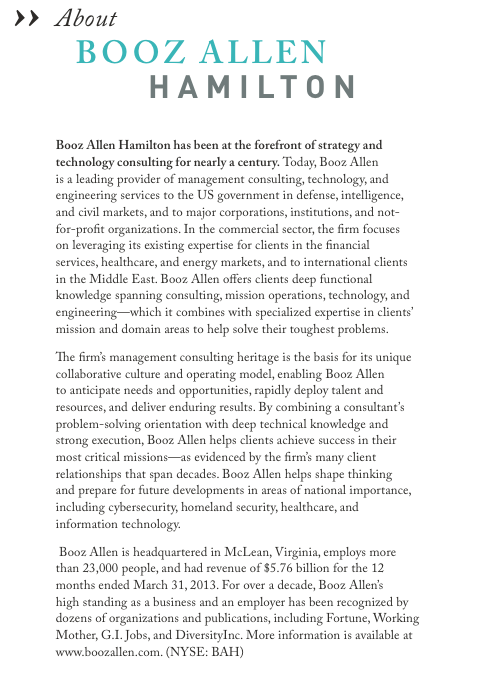 ›› About
BOOZ ALLEN
HAMILTON
Booz Allen Hamilton has been at the forefront of strategy and
technology consulting for nearly a century. Today, Booz Allen
is a leading provider of management consulting, technology, and
engineering services to the US government in defense, intelligence,
and civil markets, and to major corporations, institutions, and not-
for-profit organizations. In the commercial sector, the firm focuses
on leveraging its existing expertise for clients in the financial
services, healthcare, and energy markets, and to international clients
in the Middle East. Booz Allen offers clients deep functional
knowledge spanning consulting, mission operations, technology, and
engineering—which it combines with specialized expertise in clients’
mission and domain areas to help solve their toughest problems.
The firm’s management consulting heritage is the basis for its unique
collaborative culture and operating model, enabling Booz Allen
to anticipate needs and opportunities, rapidly deploy talent and
resources, and deliver enduring results. By combining a consultant’s
problem-solving orientation with deep technical knowledge and
strong execution, Booz Allen helps clients achieve success in their
most critical missions—as evidenced by the firm’s many client
relationships that span decades. Booz Allen helps shape thinking
and prepare for future developments in areas of national importance,
including cybersecurity, homeland security, healthcare, and
information technology.
Booz Allen is headquartered in McLean, Virginia, employs more
than 23,000 people, and had revenue of $5.76 billion for the 12
months ended March 31, 2013. For over a decade, Booz Allen’s
high standing as a business and an employer has been recognized by
dozens of organizations and publications, including Fortune, Working
Mother, G.I. Jobs, and DiversityInc. More information is available at
www.boozallen.com. (NYSE: BAH)